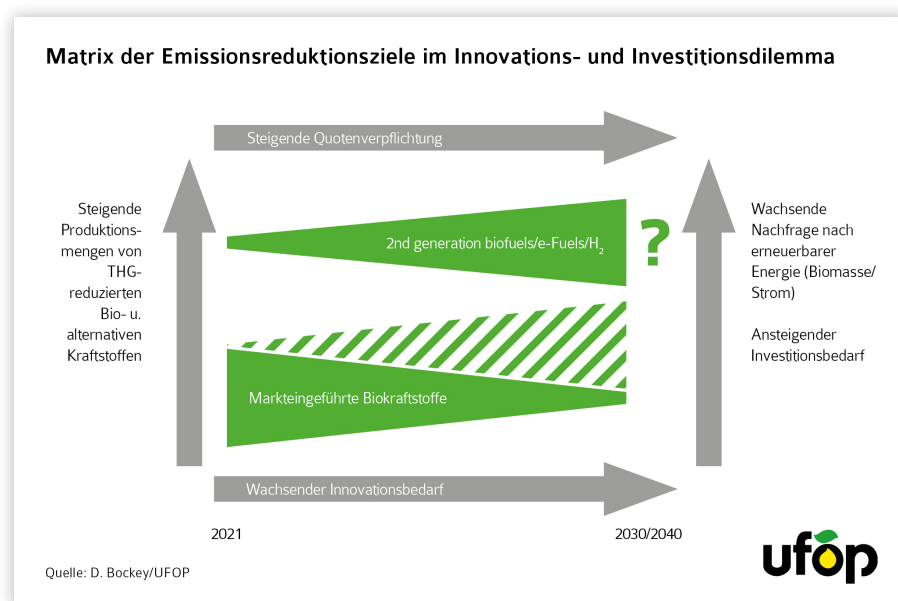 Matrix der Emissionsreduktionsziele im Innovations- und Investitionsdilemma
Steigende Quotenverpflichtung
Steigende
Produktions-
mengen von
THG-
reduzierten
Bio- u.
alternativen
Kraftstoffen
2nd generation biofuels/e-Fuels/H₂
?
Markteingeführte Biokraftstoffe
Wachsende
Nachfrage nach
erneuerbarer
Energie (Biomasse/
Strom)
Ansteigender
Investitionsbedarf
Wachsender Innovationsbedarf
2021
2030/2040
Quelle: D. Bockey/UFOP
ufop